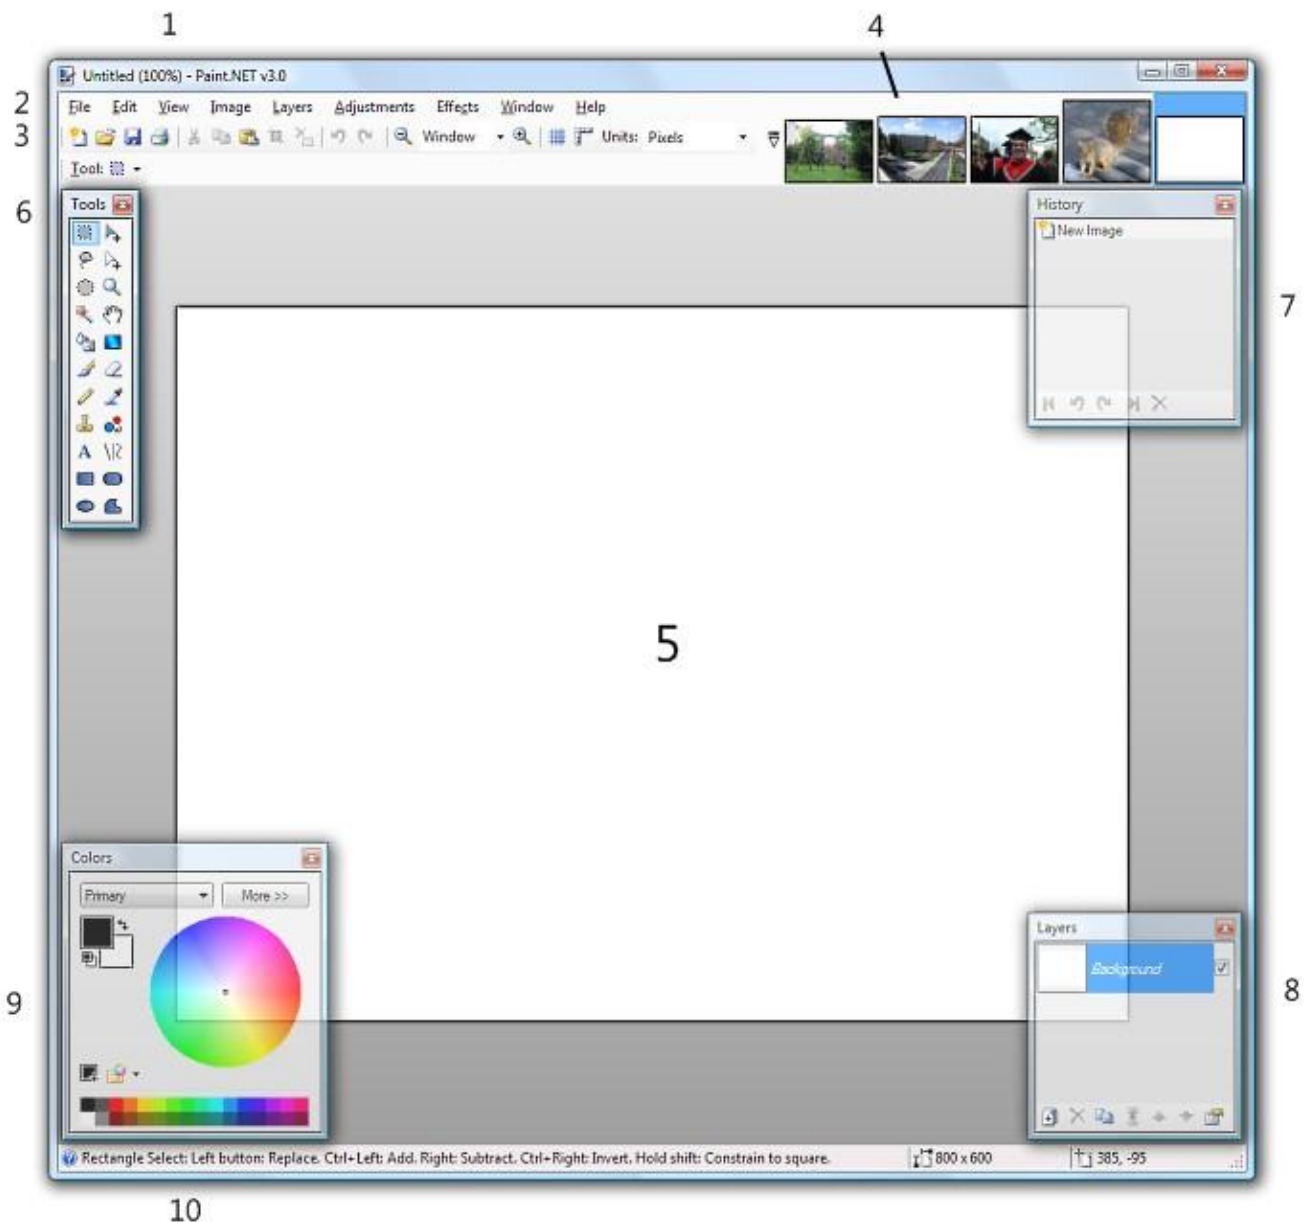 1
4
Untitled (100%) - Paint.NET v3.0
2
File Edit View Image Layers Adjustments Effects Window Help
3
Window Units: Pixels
Tool:
6
Tools
History
New Image
7
A
5
Colors
Primary More >>
Layers
Background
9
8
Rectangle Select: Left button: Replace. Ctrl+Left: Add. Right: Subtract. Ctrl+Right: Invert. Hold shift: Constrain to square. 800 x 600 385, -95
10